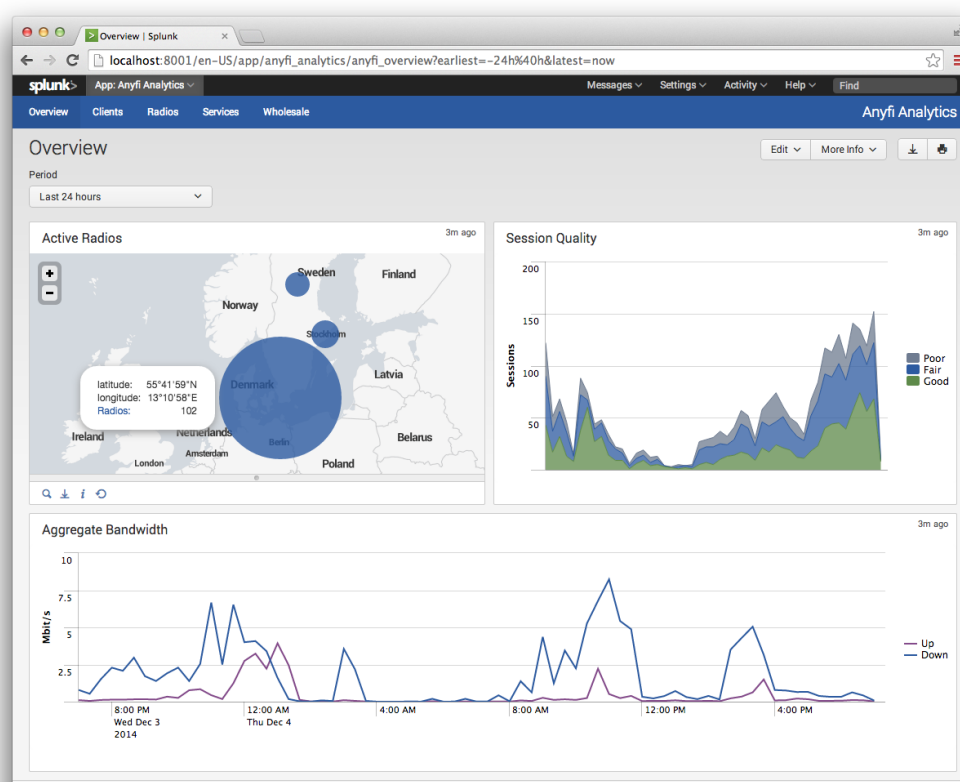 Overview | Splunk
localhost:8001/en-US/app/anyfi_analytics/anyfi_overview?earliest=-24h%40h&latest=now
splunk> App: Anyfi Analytics Messages Settings Activity Help Find
Overview Clients Radios Services Wholesale Anyfi Analytics
Overview Edit More Info
Period
Last 24 hours
Active Radios 3m ago
+
-
Sweden
Finland
Norway
Stockholm
Latvia
Denmark
latitude: 55°41'59"N
longitude: 13°10'58"E
Radios: 102
Ireland
Netherlands
Belarus
Berlin
Amsterdam
London
Poland
Session Quality 3m ago
200
150
100
50
Sessions
Poor
Fair
Good
Aggregate Bandwidth 3m ago
10
7.5
5
2.5
Mbit/s
Up
Down
8:00 PM 12:00 AM 4:00 AM 8:00 AM 12:00 PM 4:00 PM
Wed Dec 3 Thu Dec 4
2014